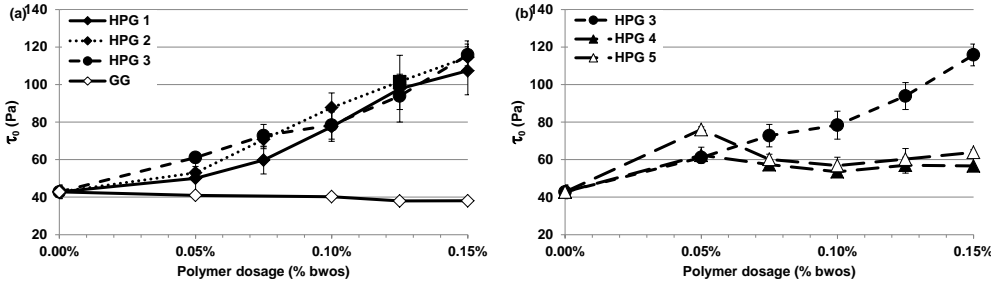 (a)
140
120
100
80
60
40
20
τ0 (Pa)
HPG 1
HPG 2
HPG 3
GG
0.00%
0.05%
0.10%
0.15%
Polymer dosage (% bwos)
(b)
140
120
100
80
60
40
20
τ0 (Pa)
HPG 3
HPG 4
HPG 5
0.00%
0.05%
0.10%
0.15%
Polymer dosage (% bwos)